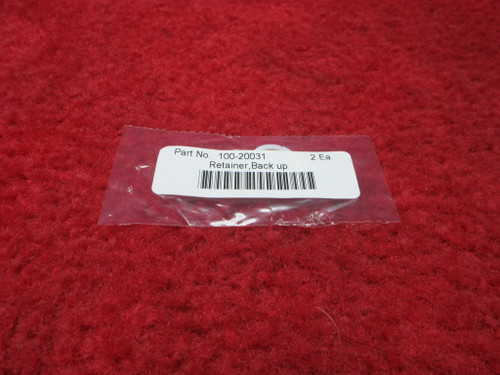 Part No. 100-20031 2 Ea.
Retainer,Back up